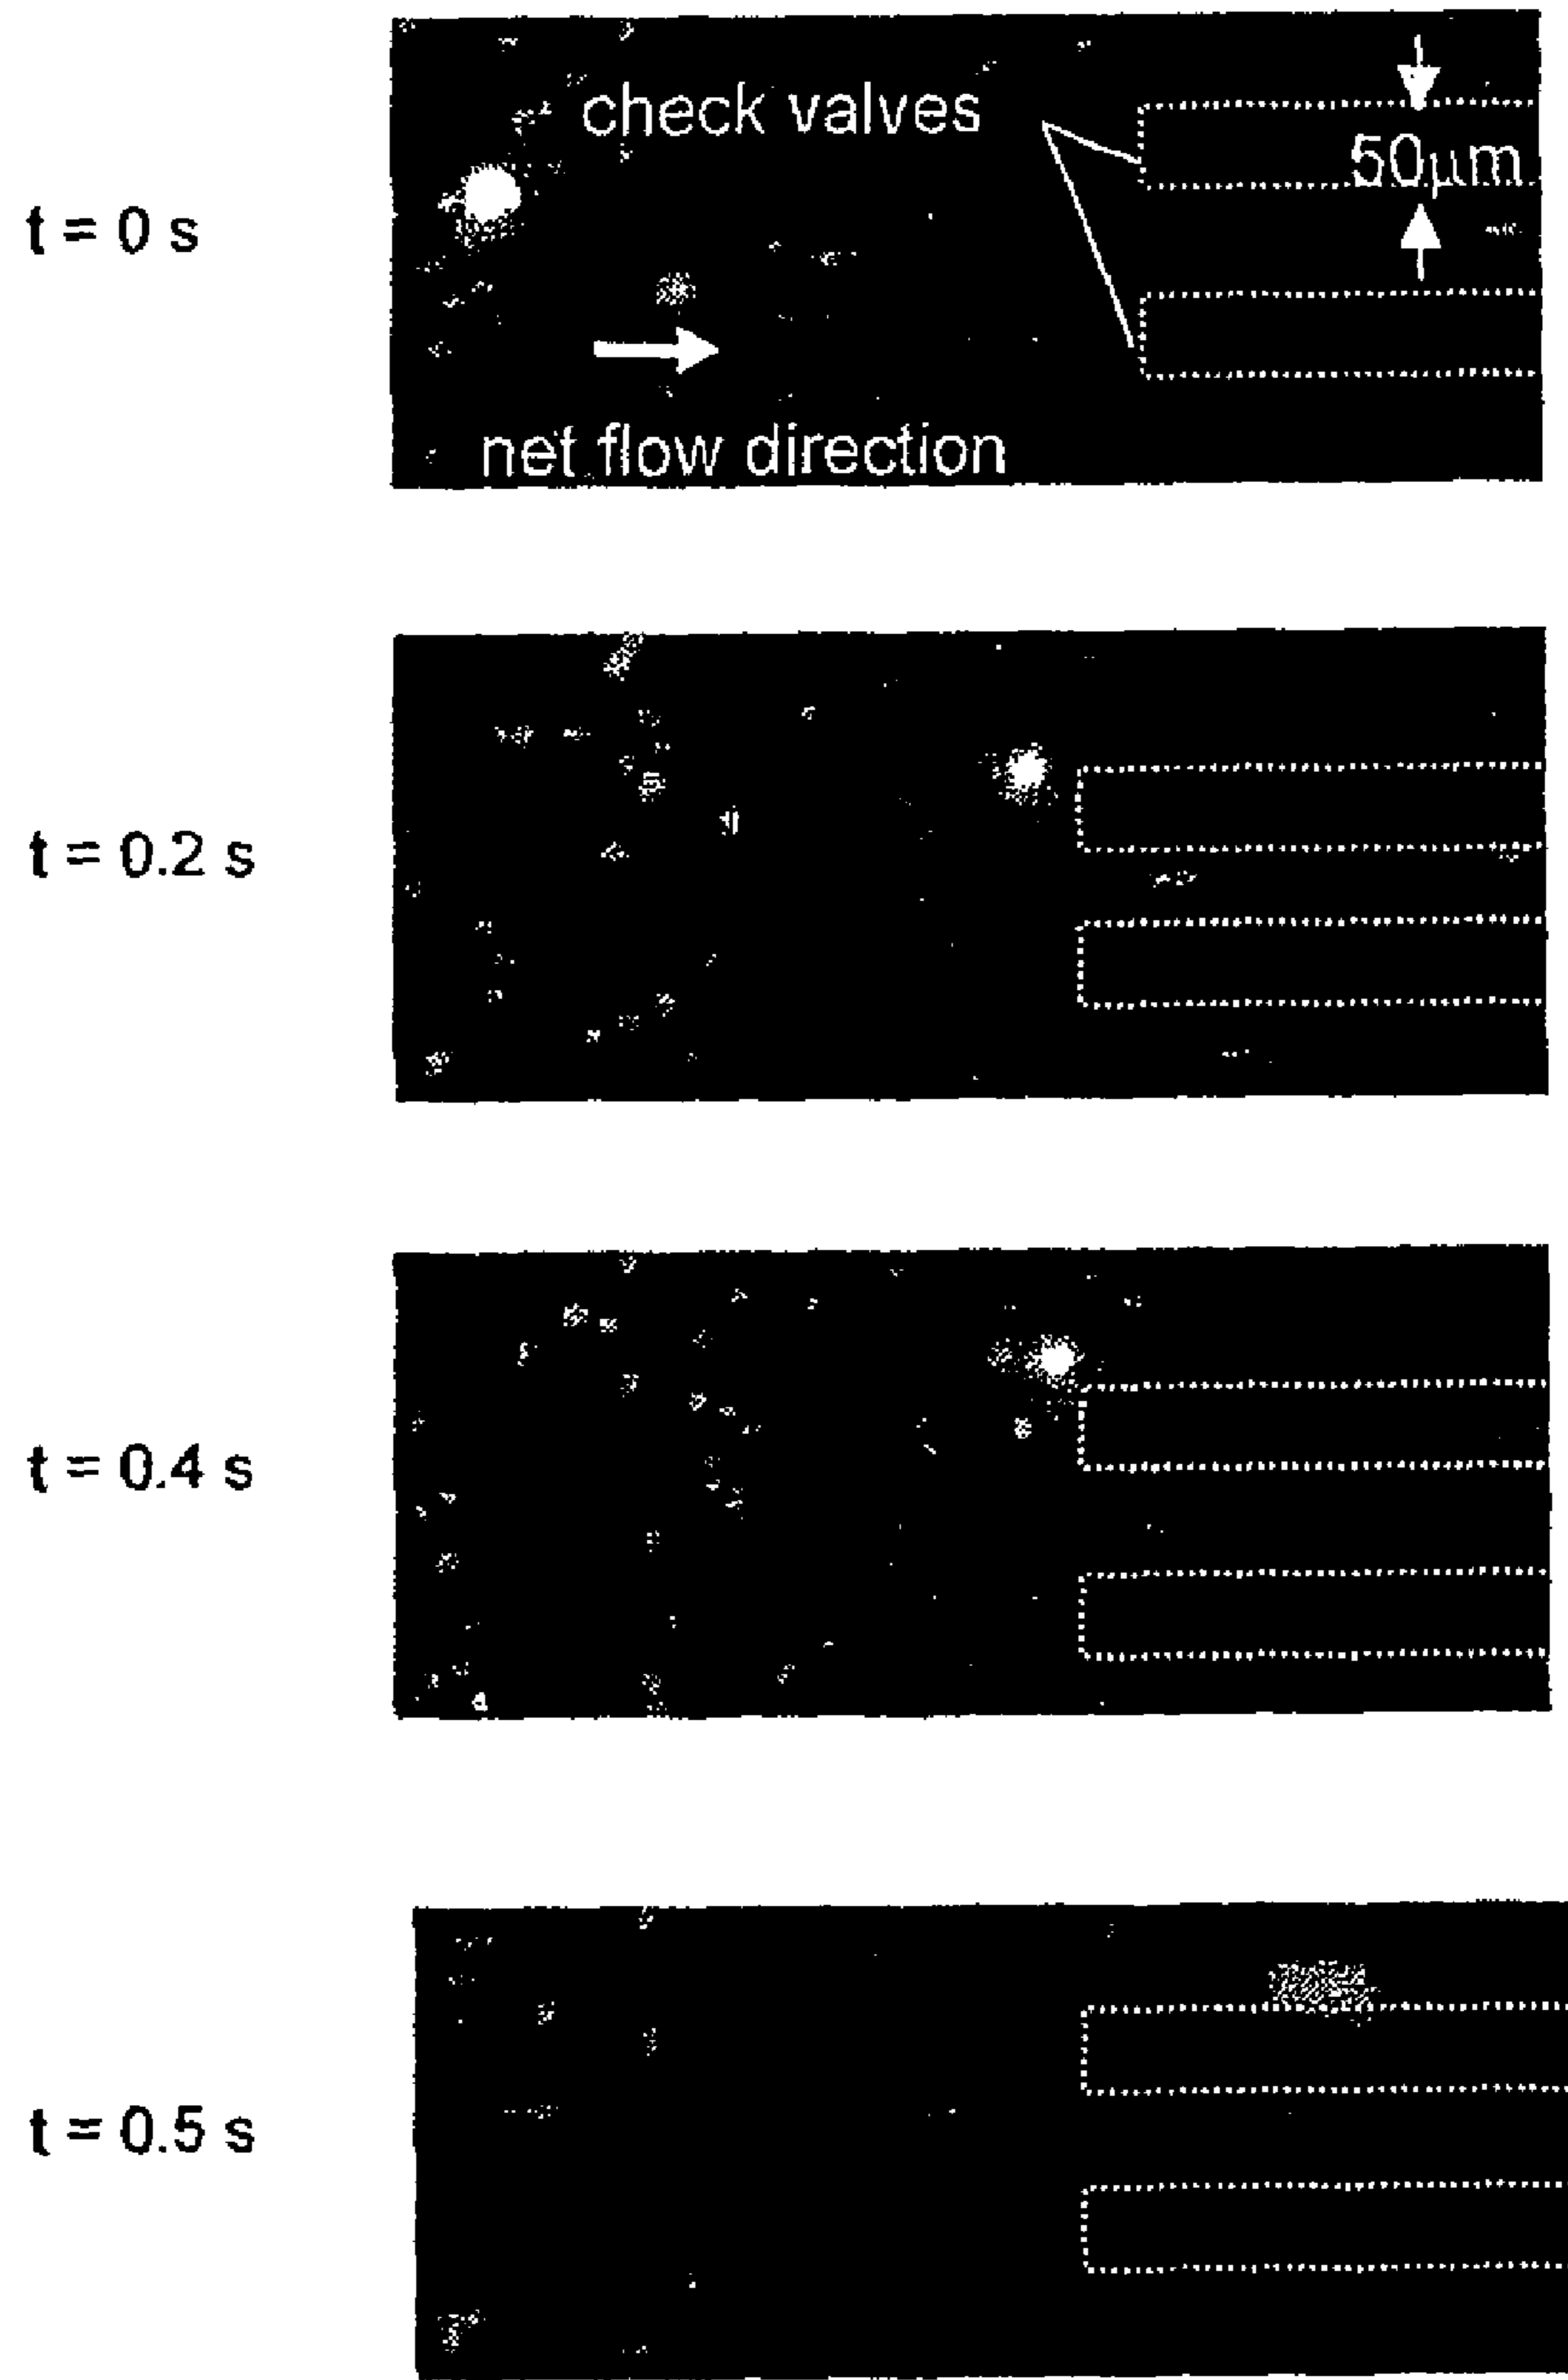 t = 0 s
check valves
50μm
net flow direction
t = 0.2 s
t = 0.4 s
t = 0.5 s